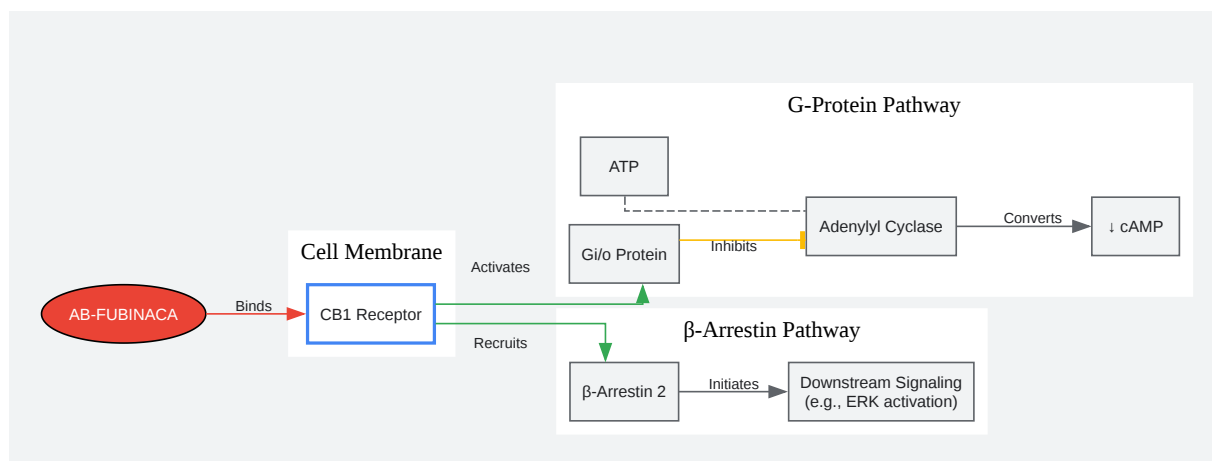 G-Protein Pathway
ATP
Adenylyl Cyclase
Converts
↓ cAMP
Gi/o Protein
Inhibits
Cell Membrane
Activates
AB-FUBINACA
Binds
CB1 Receptor
Recruits
β-Arrestin Pathway
β-Arrestin 2
Initiates
Downstream Signaling
(e.g., ERK activation)